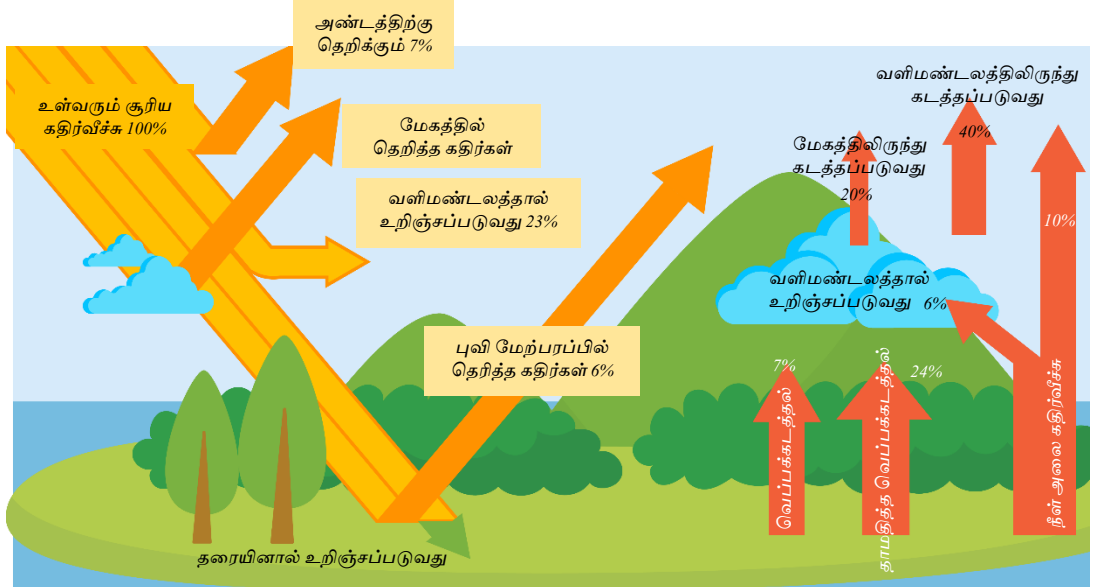 அண்டத்திற்கு
தெறிக்கும் 7%
உள்வரும் சூரிய
கதிர்வீச்சு 100%
மேகத்தில்
தெறித்த கதிர்கள்
வளிமண்டலத்தால்
உறிஞ்சப்படுவது 23%
புவி மேற்பரப்பில்
தெரித்த கதிர்கள் 6%
தரையினால் உறிஞ்சப்படுவது
வளிமண்டலத்திலிருந்து
கடத்தப்படுவது
40%
மேகத்திலிருந்து
கடத்தப்படுவது
20%
10%
வளிமண்டலத்தால்
உறிஞ்சப்படுவது 6%
7%
வெப்பக்கடத்தல்
24%
தாமதித்த வெப்பக்கடத்தில்
நீள் அலை கதிர்வீச்சு